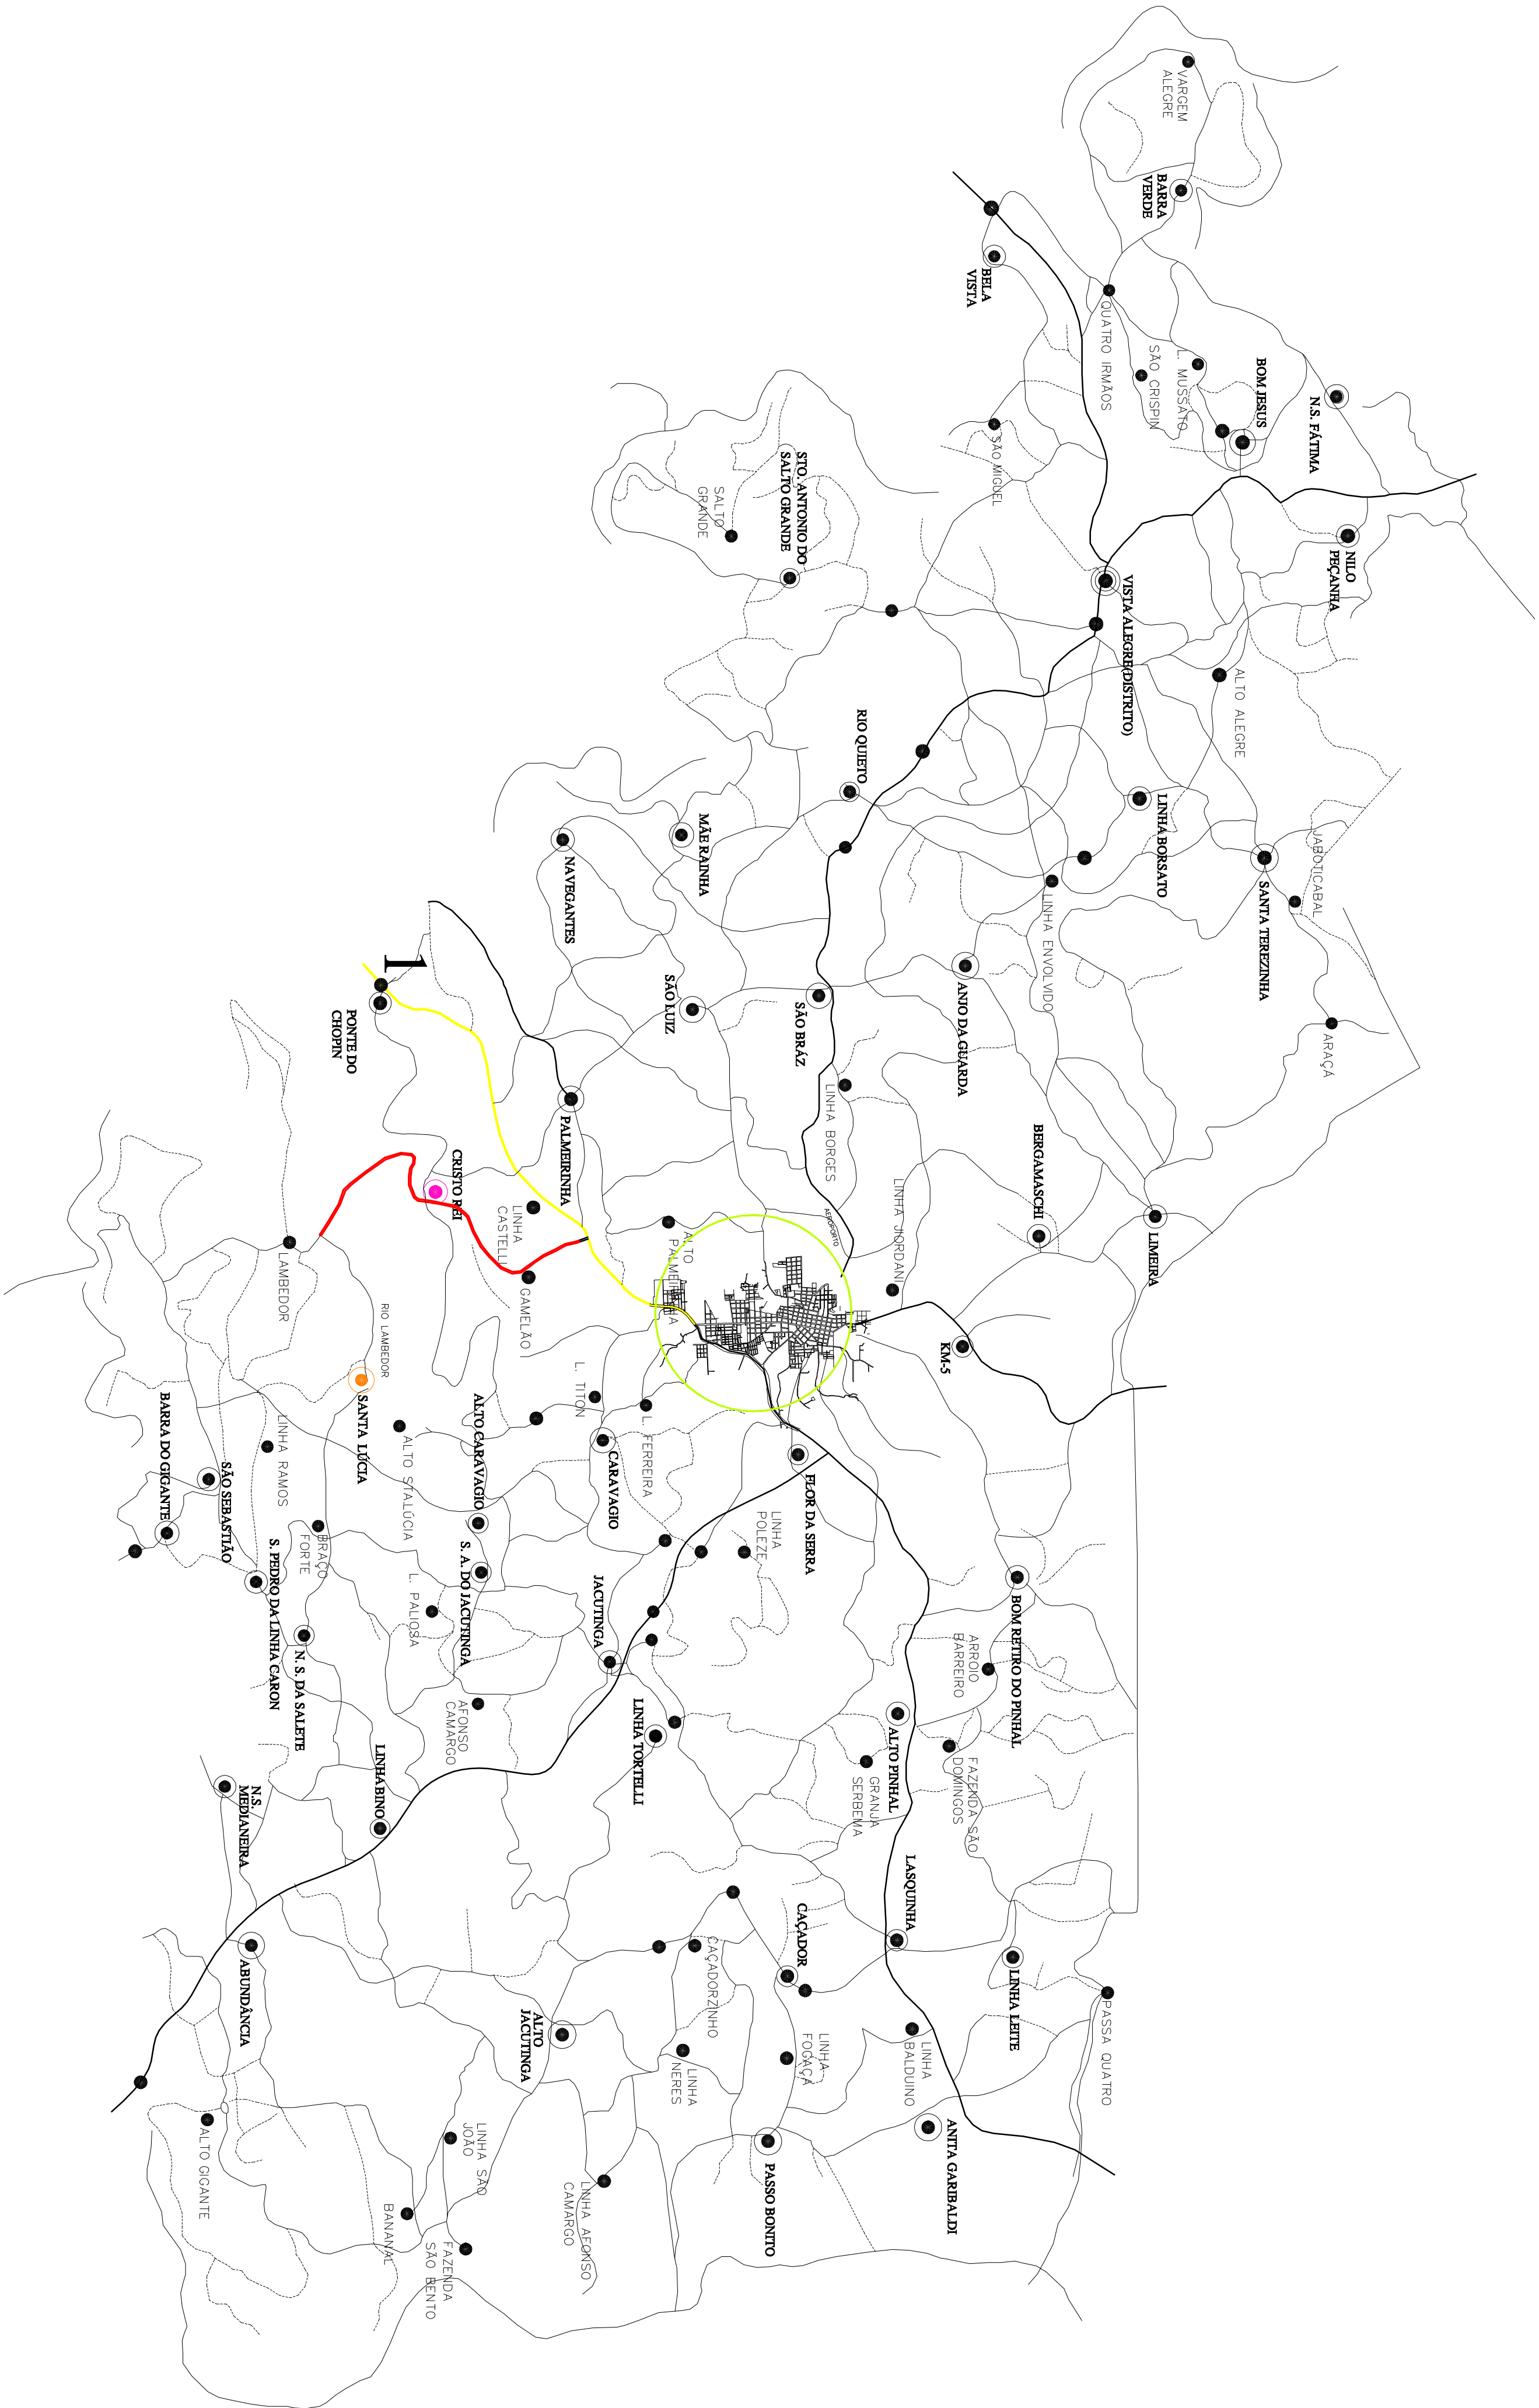 VARGEM
ALEGRE
BARRA
VERDE
BELA
VISTA
QUATRO IRMÃOS
SÃO CRISPIN
L. MUSSATO
BOM JESUS
N.S. FÁTIMA
SÃO MIGUEL
STO. ANTONIO DO
SALTO GRANDE
SALTO
GRANDE
NILO
PEÇANHA
VISTA ALEGRE(DISTRITO)
ALTO ALEGRE
RIO QUIETO
LINHA BORSATO
MÃE RAINHA
NAVEGANTES
JABOTICABAL
SANTA TEREZINHA
LINHA ENVOLVIDO
ARAÇÁ
1
SÃO LUIZ
SÃO BRÁZ
ANJO DA GUARDA
PONTE DO
CHOPIN
LINHA BORGES
PALMEIRINHA
BERGAMASCHI
CRISTO REI
LINHA
CASTELLI
LINHA JIORDANI
AEROPORTO
LIMEIRA
ALTO
PALMEIRINHA
LAMBEDOR
GAMELÃO
RIO LAMBEDOR
KM-5
L. TITON
SANTA LÚCIA
ALTO CARAVAGIO
L. FERREIRA
BARRA DO GIGANTE
LINHA RAMOS
ALTO STA.LÚCIA
CARAVAGIO
FLOR DA SERRA
SÃO SEBASTIÃO
LINHA
POLEZE
BRAÇO
FORTE
S. PEDRO DA LINHA CARON
S. A. DO JACUTINGA
L. PALIOSA
JACUTINGA
BOM RETIRO DO PINHAL
ARROIO
BARREIRO
N. S. DA SALETE
AFONSO
CAMARGO
LINHA TORTELLI
ALTO PINHAL
LINHA BINO
N.S.
MEDIANEIRA
GRANJA
SERBEMA
FAZENDA SÃO
DOMINGOS
LASQUINHA
CAÇADOR
CAÇADORZINHO
ABUNDÂNCIA
LINHA LEITE
ALTO
JACUTINGA
PASSA QUATRO
LINHA
FOGAÇA
LINHA
BALDUINO
LINHA
NERES
ALTO GIGANTE
LINHA SÃO
JOÃO
ANITA GARIBALDI
PASSO BONITO
LINHA AFONSO
CAMARGO
BANANAL
FAZENDA
SÃO BENTO